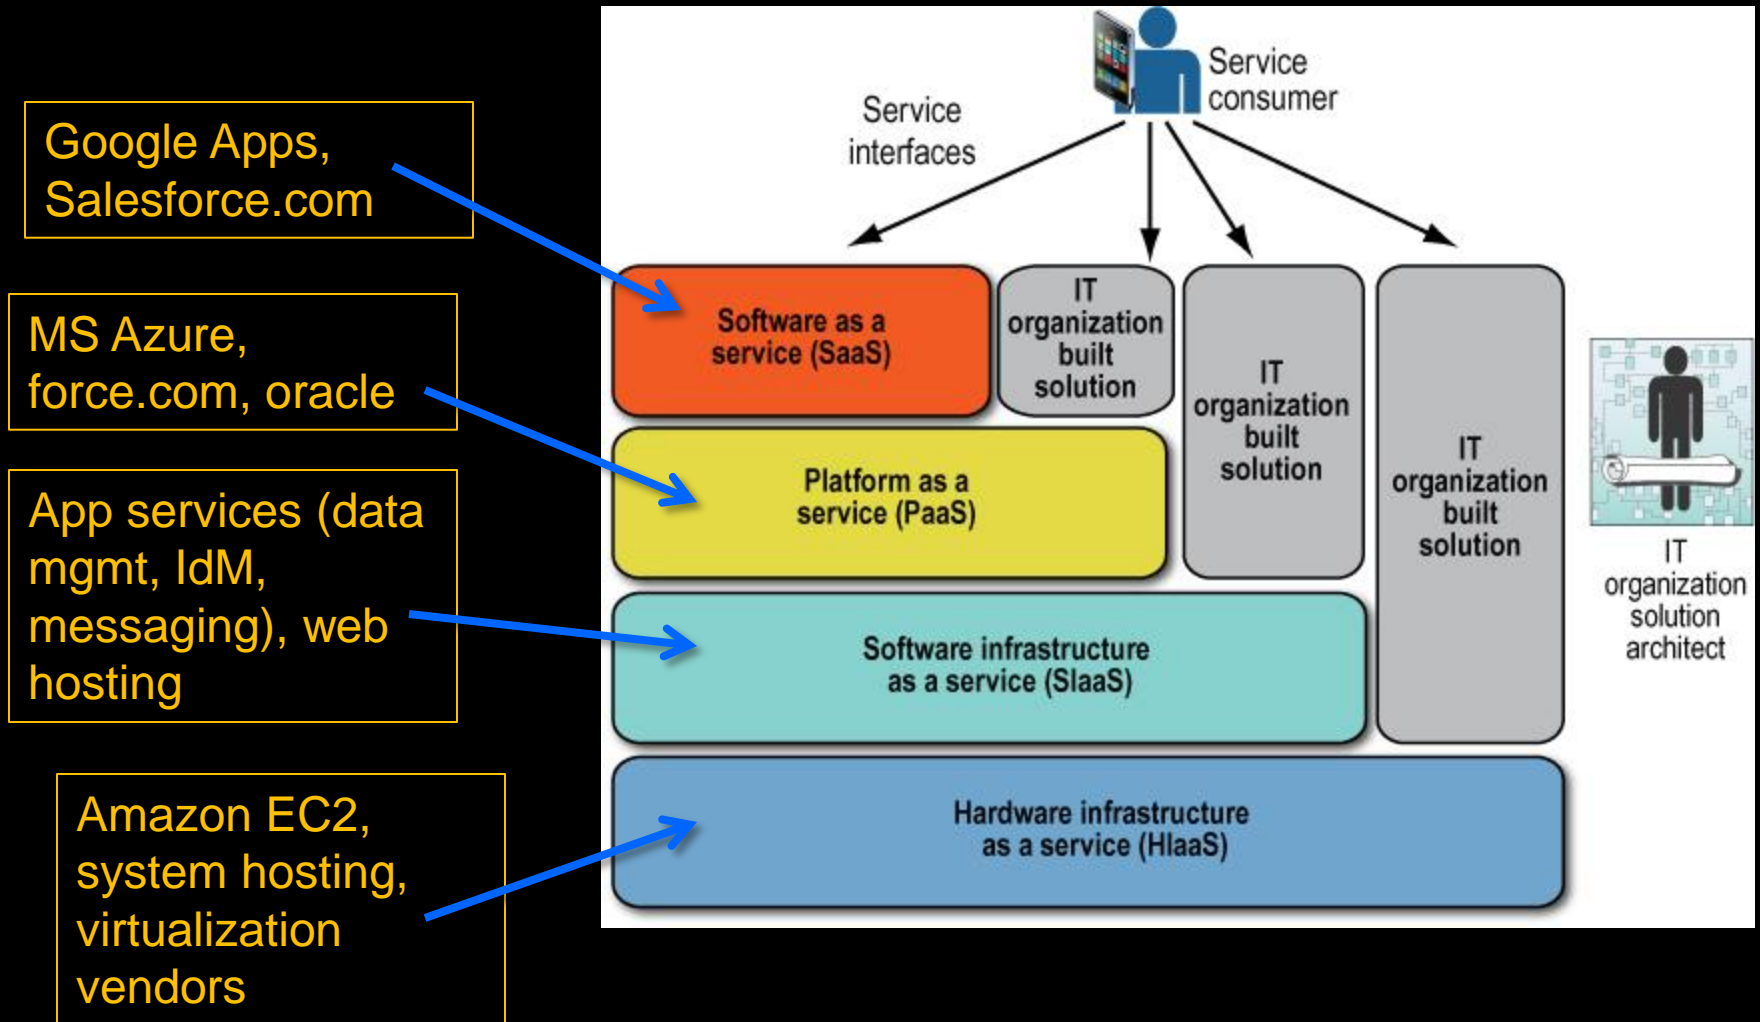 Google Apps,
Salesforce.com
MS Azure,
force.com, oracle
App services (data
mgmt, IdM,
messaging), web
hosting
Amazon EC2,
system hosting,
virtualization
vendors
Service
consumer
Service
interfaces
Software as a
service (SaaS)
IT
organization
built
solution
IT
organization
built
solution
IT
organization
built
solution
Platform as a
service (PaaS)
Software infrastructure
as a service (SIaaS)
Hardware infrastructure
as a service (HIaaS)
IT
organization
solution
architect